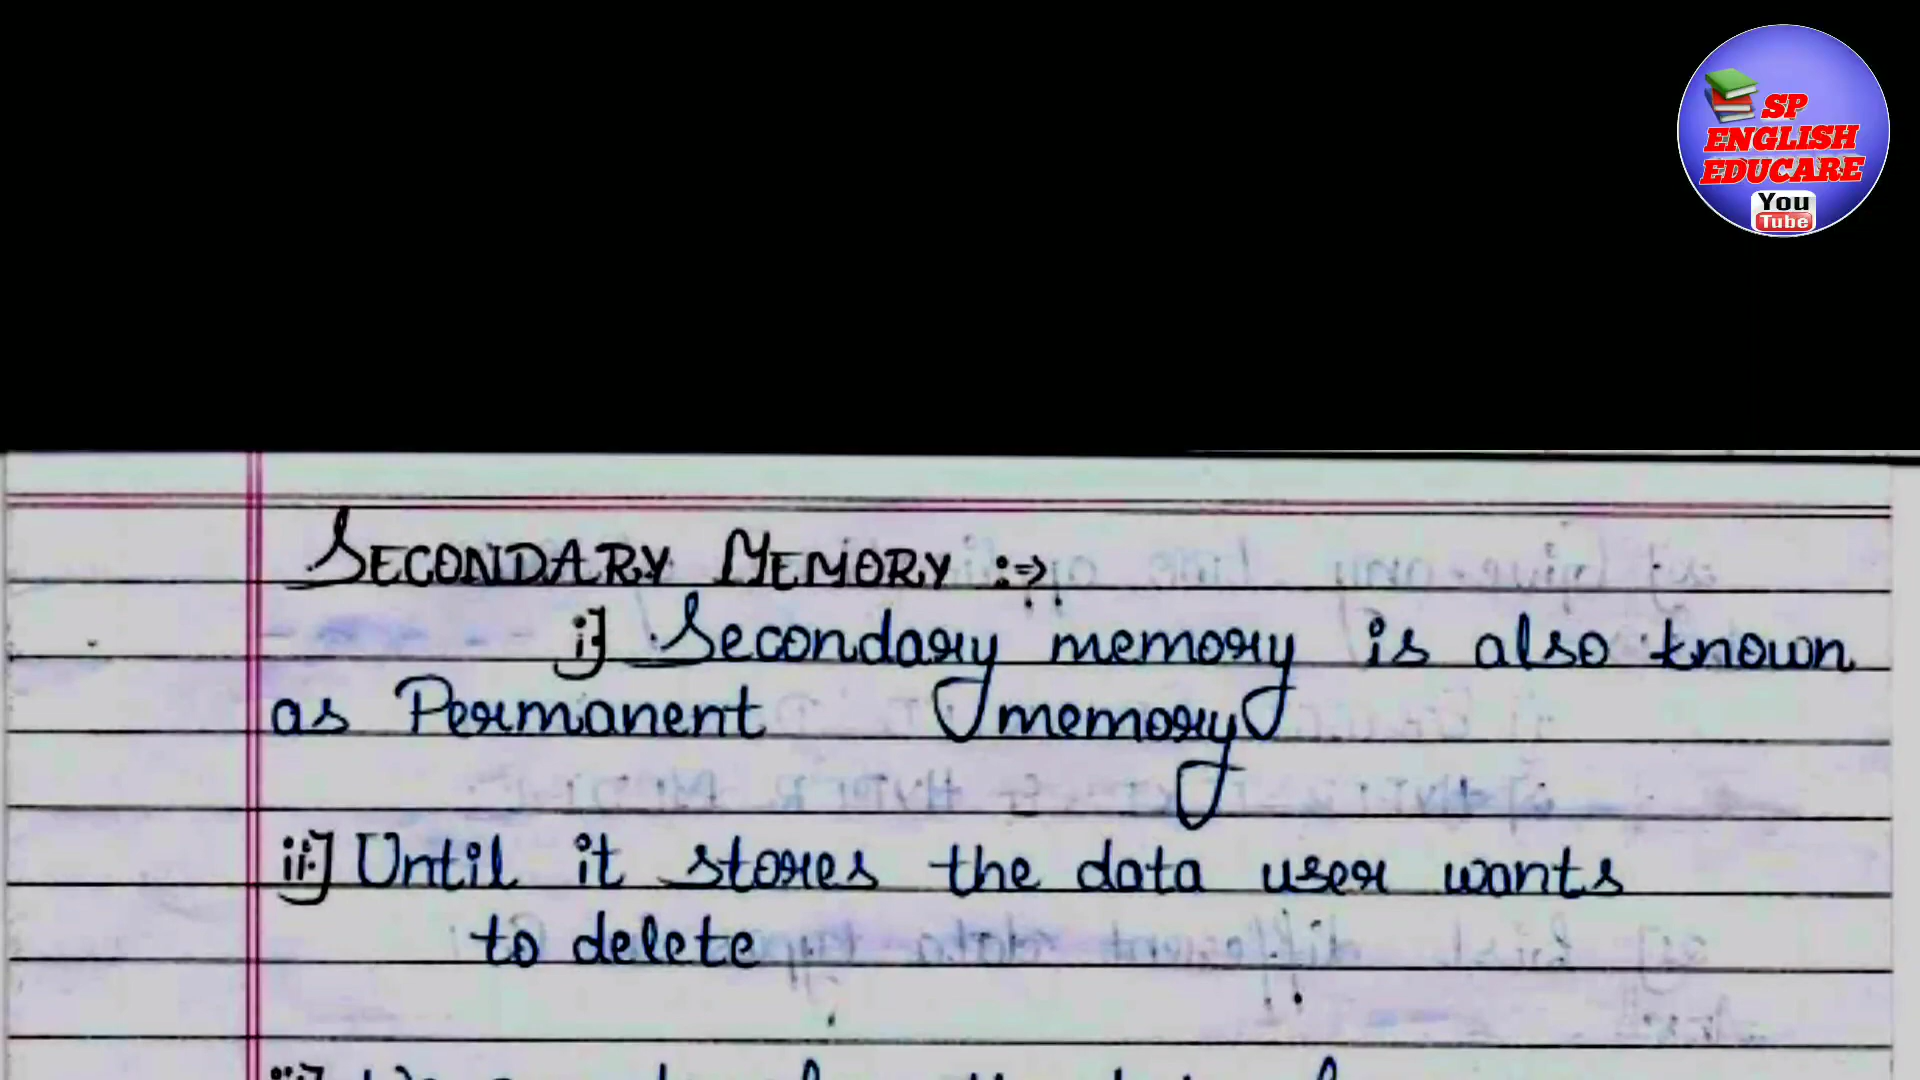 SP
ENGLISH
EDUCARE
You
Tube
SECONDARY MEMORY :⇒
i] Secondary memory is also known
as Permanent memory
ii] Until it stores the data user wants
to delete